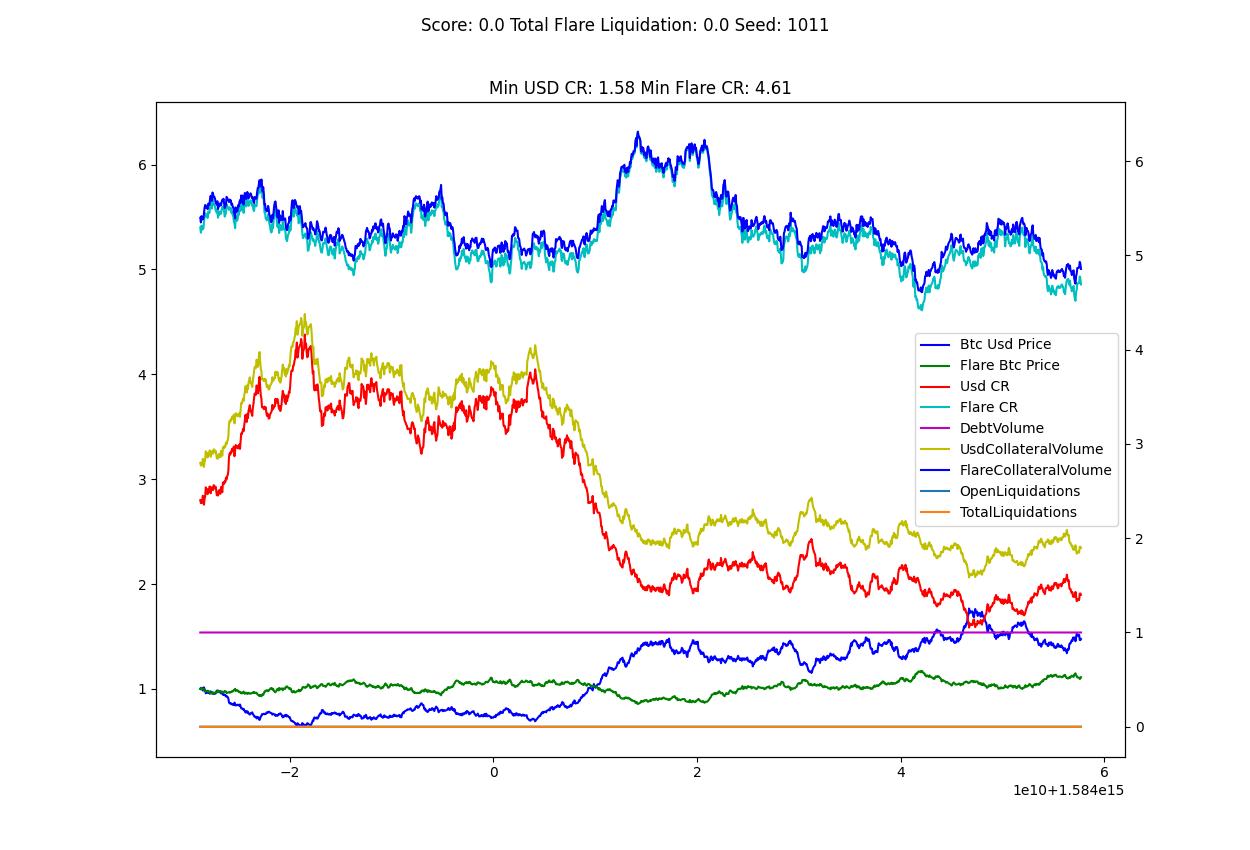 Score: 0.0 Total Flare Liquidation: 0.0 Seed: 1011
Min USD CR: 1.58 Min Flare CR: 4.61
6
5
4
3
2
1
6
5
4
3
2
1
0
Btc Usd Price
Flare Btc Price
Usd CR
Flare CR
DebtVolume
UsdCollateralVolume
FlareCollateralVolume
OpenLiquidations
TotalLiquidations
−2 0 2 4 6
1e10+1.584e15